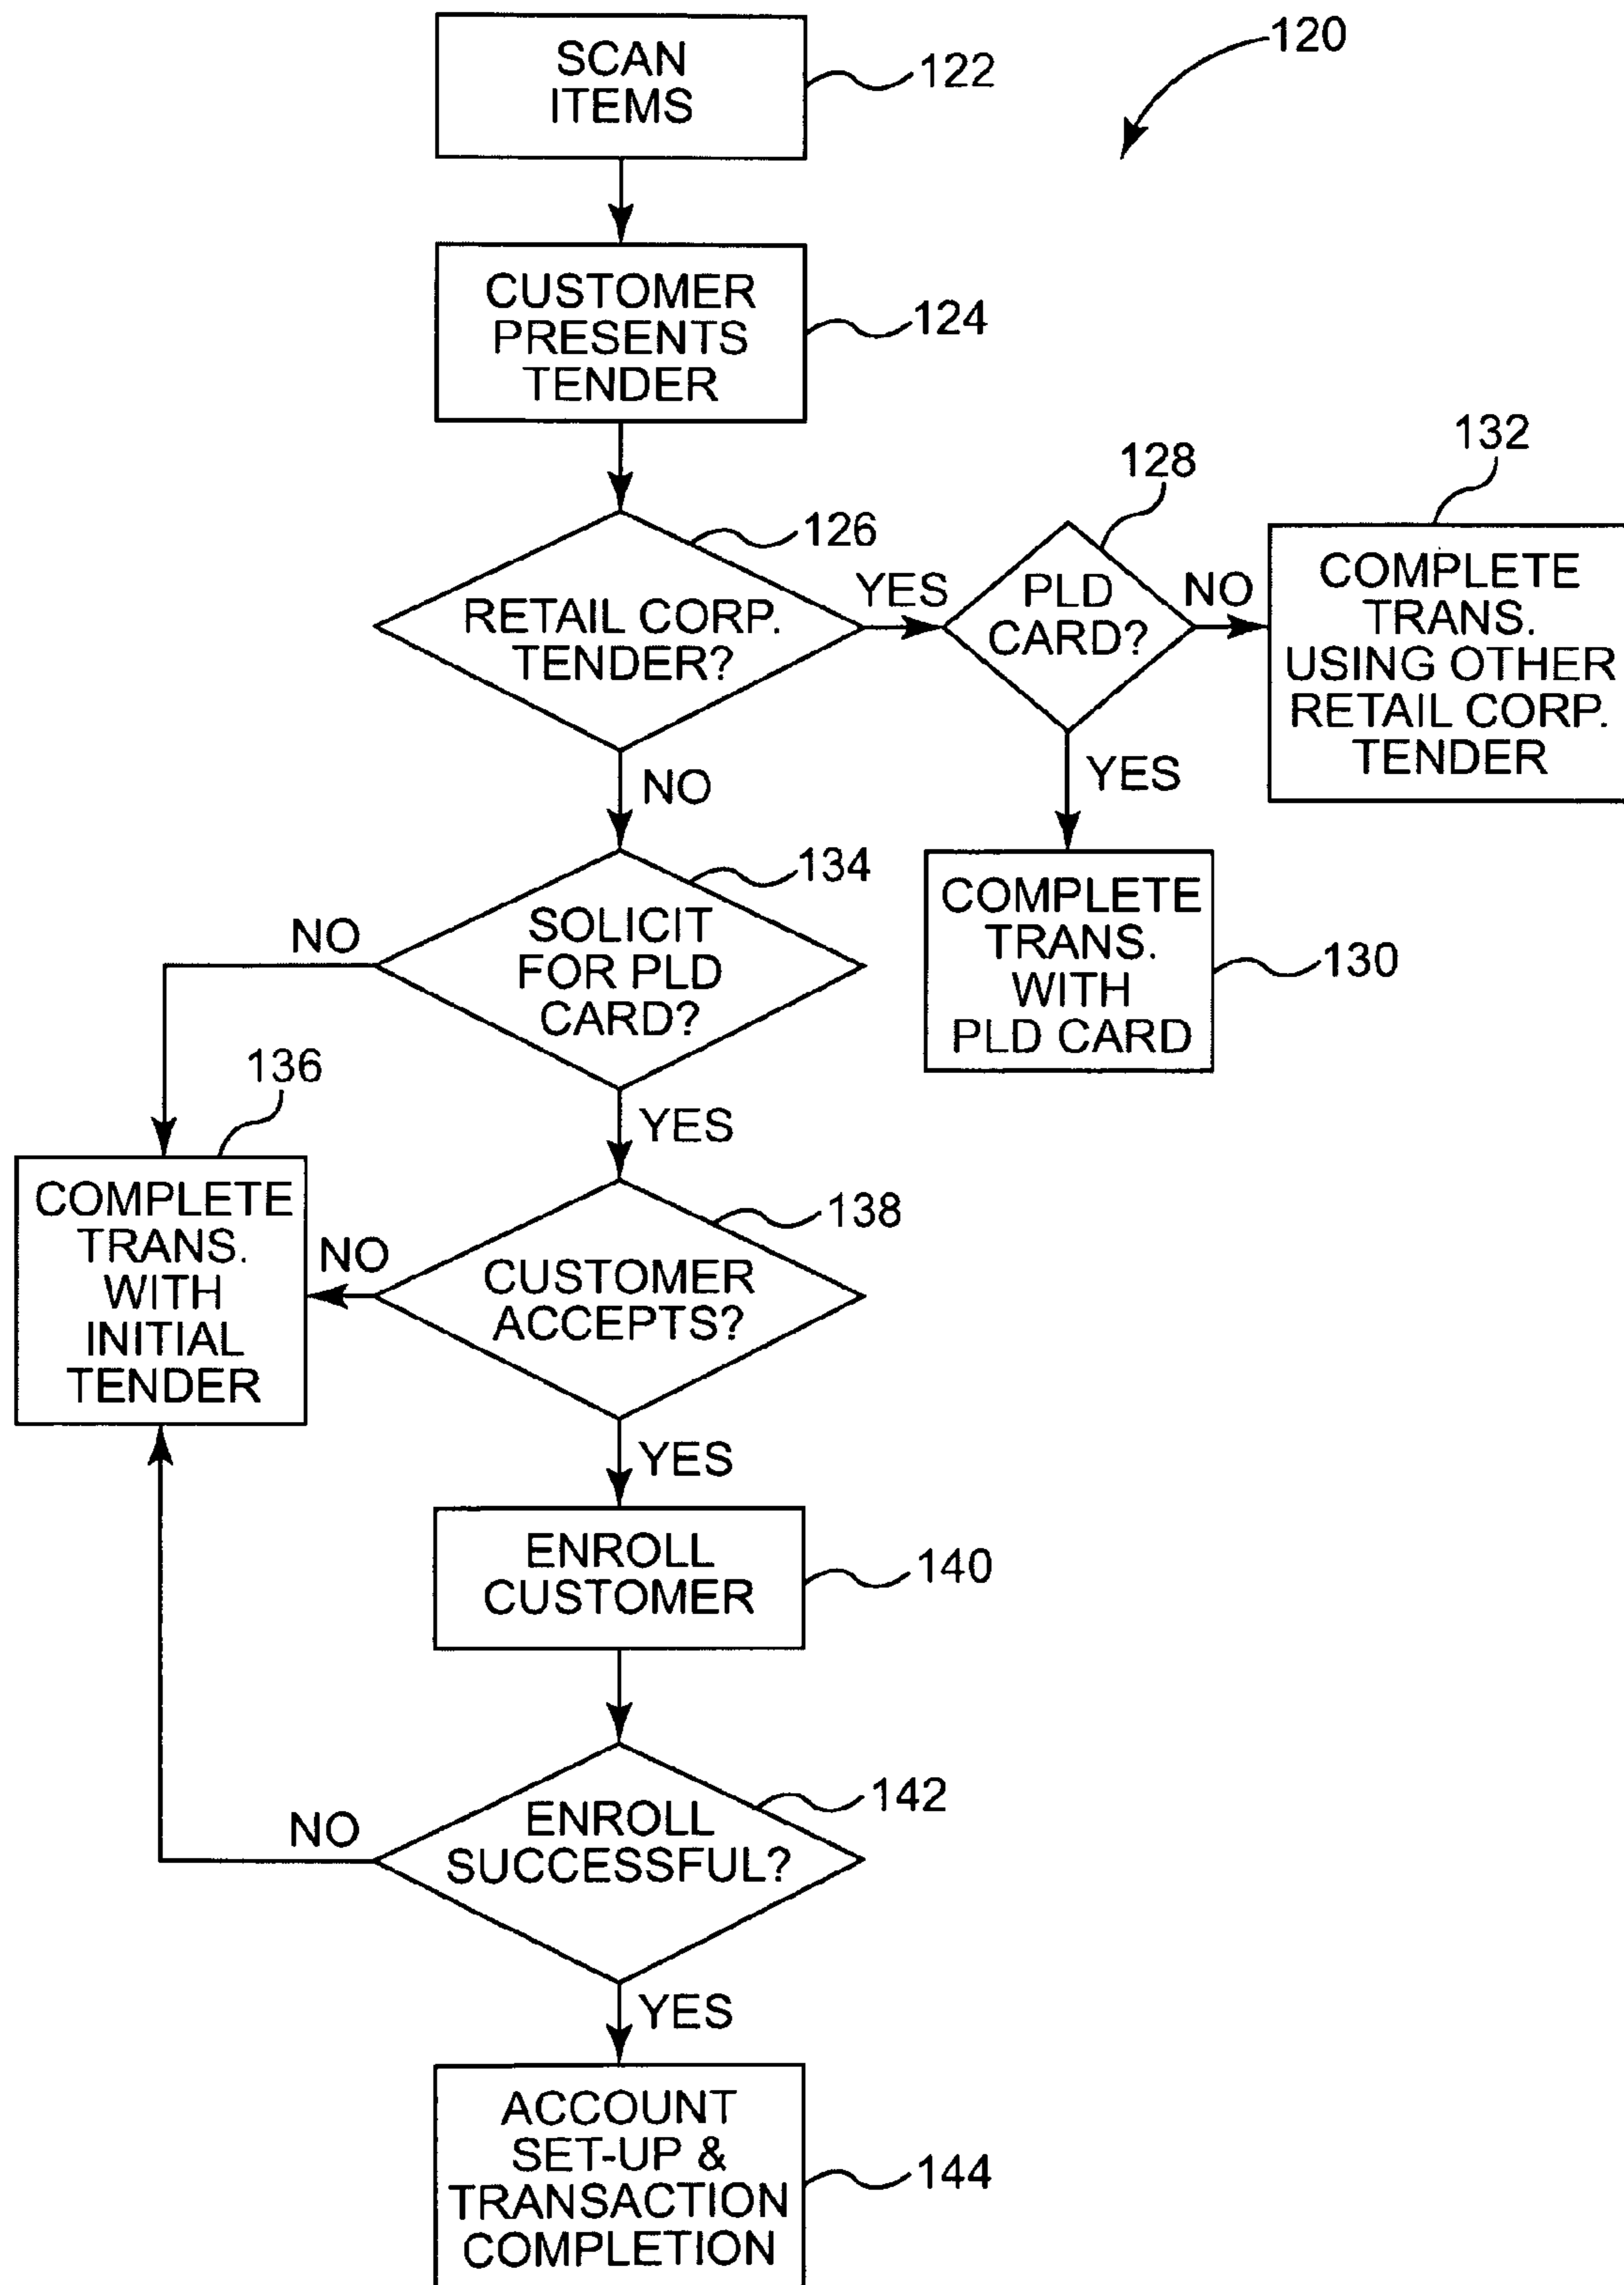 SCAN
ITEMS
122
120
CUSTOMER
PRESENTS
TENDER
124
RETAIL CORP.
TENDER?
126
YES
PLD
CARD?
128
NO
COMPLETE
TRANS.
USING OTHER
RETAIL CORP.
TENDER
132
YES
COMPLETE
TRANS.
WITH
PLD CARD
130
NO
SOLICIT
FOR PLD
CARD?
134
NO
COMPLETE
TRANS.
WITH
INITIAL
TENDER
136
YES
CUSTOMER
ACCEPTS?
138
NO
YES
ENROLL
CUSTOMER
140
ENROLL
SUCCESSFUL?
142
NO
YES
ACCOUNT
SET-UP &
TRANSACTION
COMPLETION
144